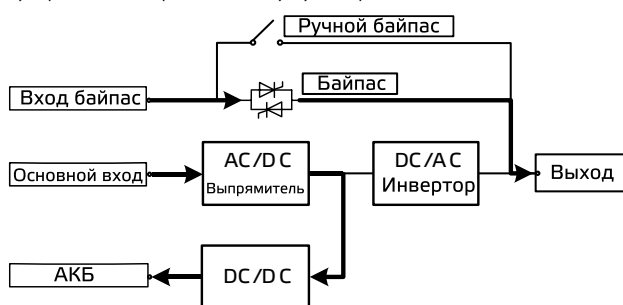 Ручной байпас
Байпас
Вход байпас
AC/DC
Выпрямитель
DC/AC
Инвертор
Основной вход
Выход
АКБ
DC/DC